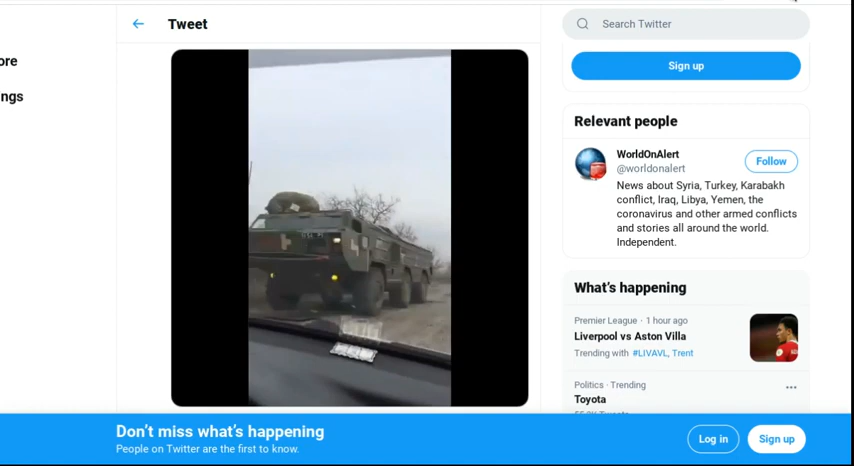 Tweet
Search Twitter
ore
ngs
Sign up
Relevant people
WorldOnAlert
@worldonalert
Follow
News about Syria, Turkey, Karabakh
conflict, Iraq, Libya, Yemen, the
coronavirus and other armed conflicts
and stories all around the world.
Independent.
What's happening
Premier League · 1 hour ago
Liverpool vs Aston Villa
Trending with #LIVAVL, Trent
Politics · Trending
Toyota
Don't miss what's happening
People on Twitter are the first to know.
Log in
Sign up